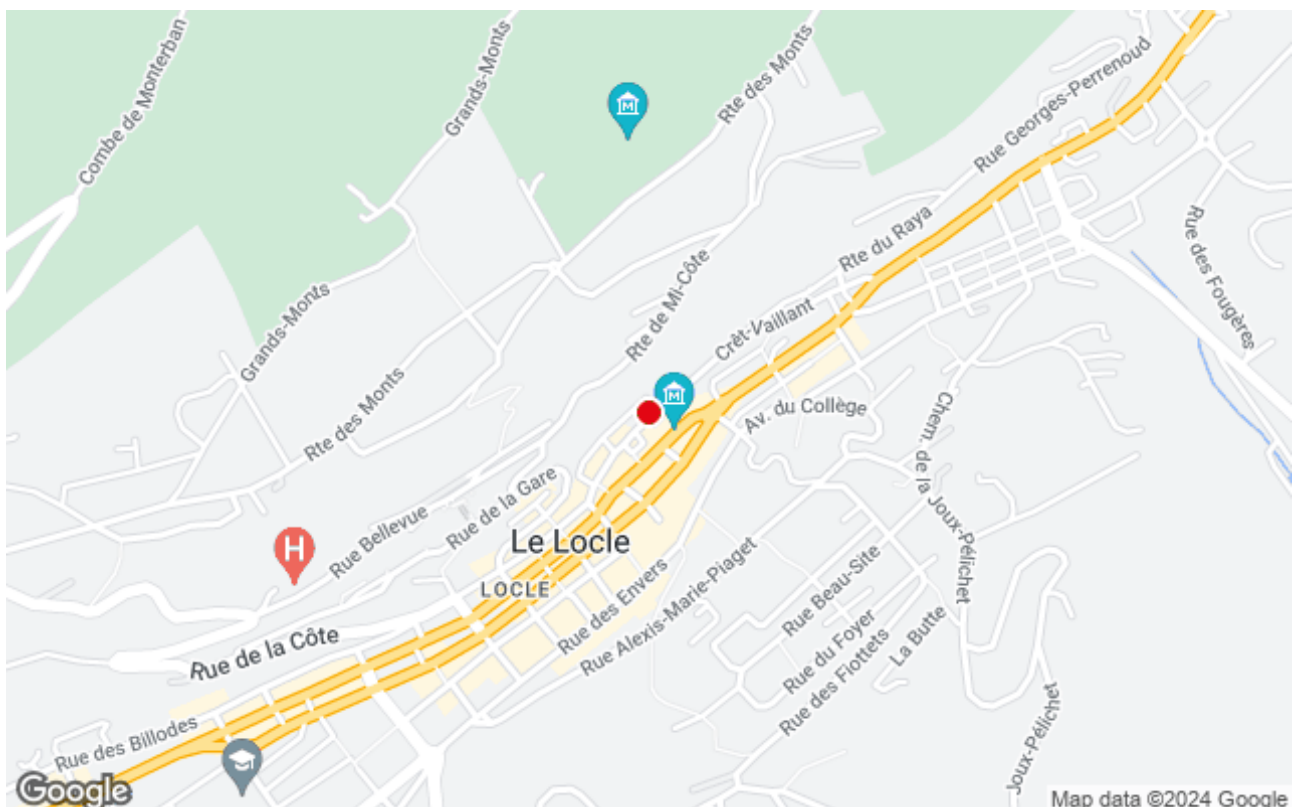 Combe de Monterban
Grands-Monts
Rte des Monts
Rue Georges-Perrenoud
Rte du Raya
Rue des Fougères
Rte de Mi-Côte
Grands-Monts
Crêt-Vaillant
Rte des Monts
Av. du Collège
Chem. de la Joux-Pélichet
Rue de la Gare
Rue Bellevue
H
Le Locle
LOCLE
Rue des Envers
Rue Alexis-Marie-Piaget
Rue Beau-Site
Rue du Foyer
Rue des Fiottets
La Butte
Rue de la Côte
Rue des Billodes
Joux-Pélichet
Google
Map data ©2024 Google